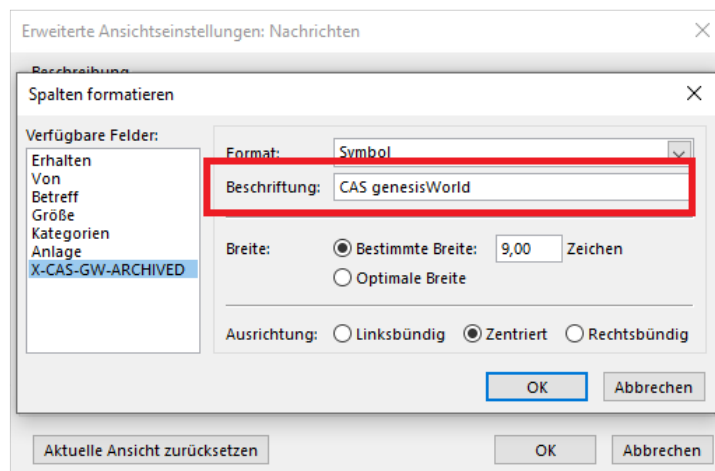 Erweiterte Ansichtseinstellungen: Nachrichten
Beschreibung
Spalten formatieren
Verfügbare Felder:
Erhalten
Von
Betreff
Größe
Kategorien
Anlage
X-CAS-GW-ARCHIVED
Format: Symbol
Beschriftung: CAS genesisWorld
Breite: Bestimmte Breite: 9,00 Zeichen
Optimale Breite
Ausrichtung: Linksbündig Zentriert Rechtsbündig
OK Abbrechen
Aktuelle Ansicht zurücksetzen OK Abbrechen